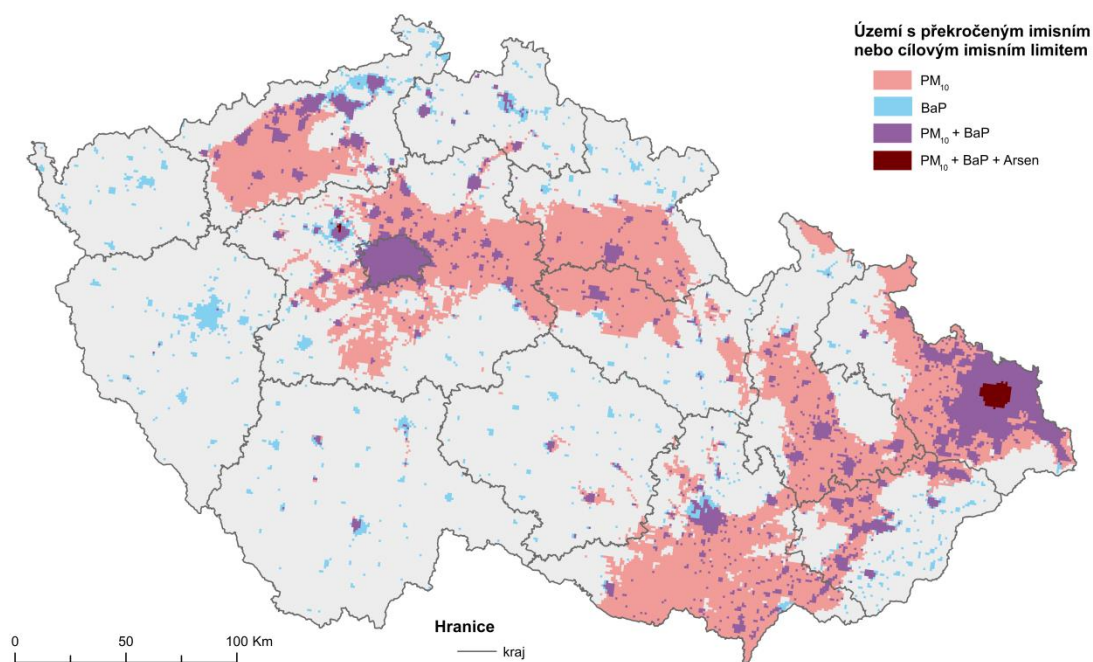 Území s překročeným imisním
nebo cílovým imisním limitem
PM₁₀
BaP
PM₁₀ + BaP
PM₁₀ + BaP + Arsen
0 50 100 Km
Hranice
kraj